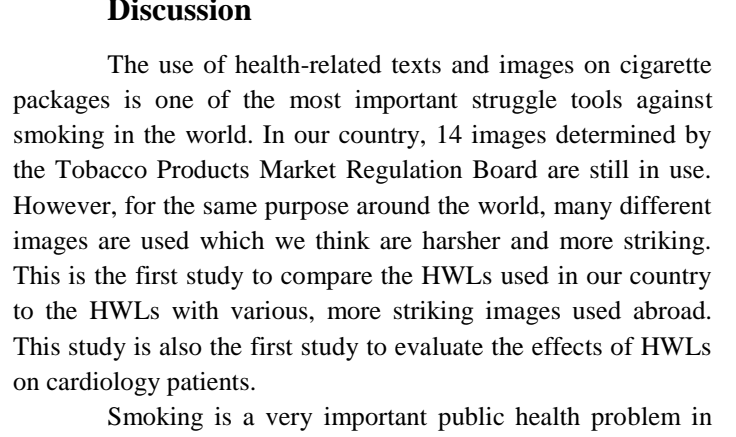 Discussion
The use of health-related texts and images on cigarette
packages is one of the most important struggle tools against
smoking in the world. In our country, 14 images determined by
the Tobacco Products Market Regulation Board are still in use.
However, for the same purpose around the world, many different
images are used which we think are harsher and more striking.
This is the first study to compare the HWLs used in our country
to the HWLs with various, more striking images used abroad.
This study is also the first study to evaluate the effects of HWLs
on cardiology patients.
Smoking is a very important public health problem in